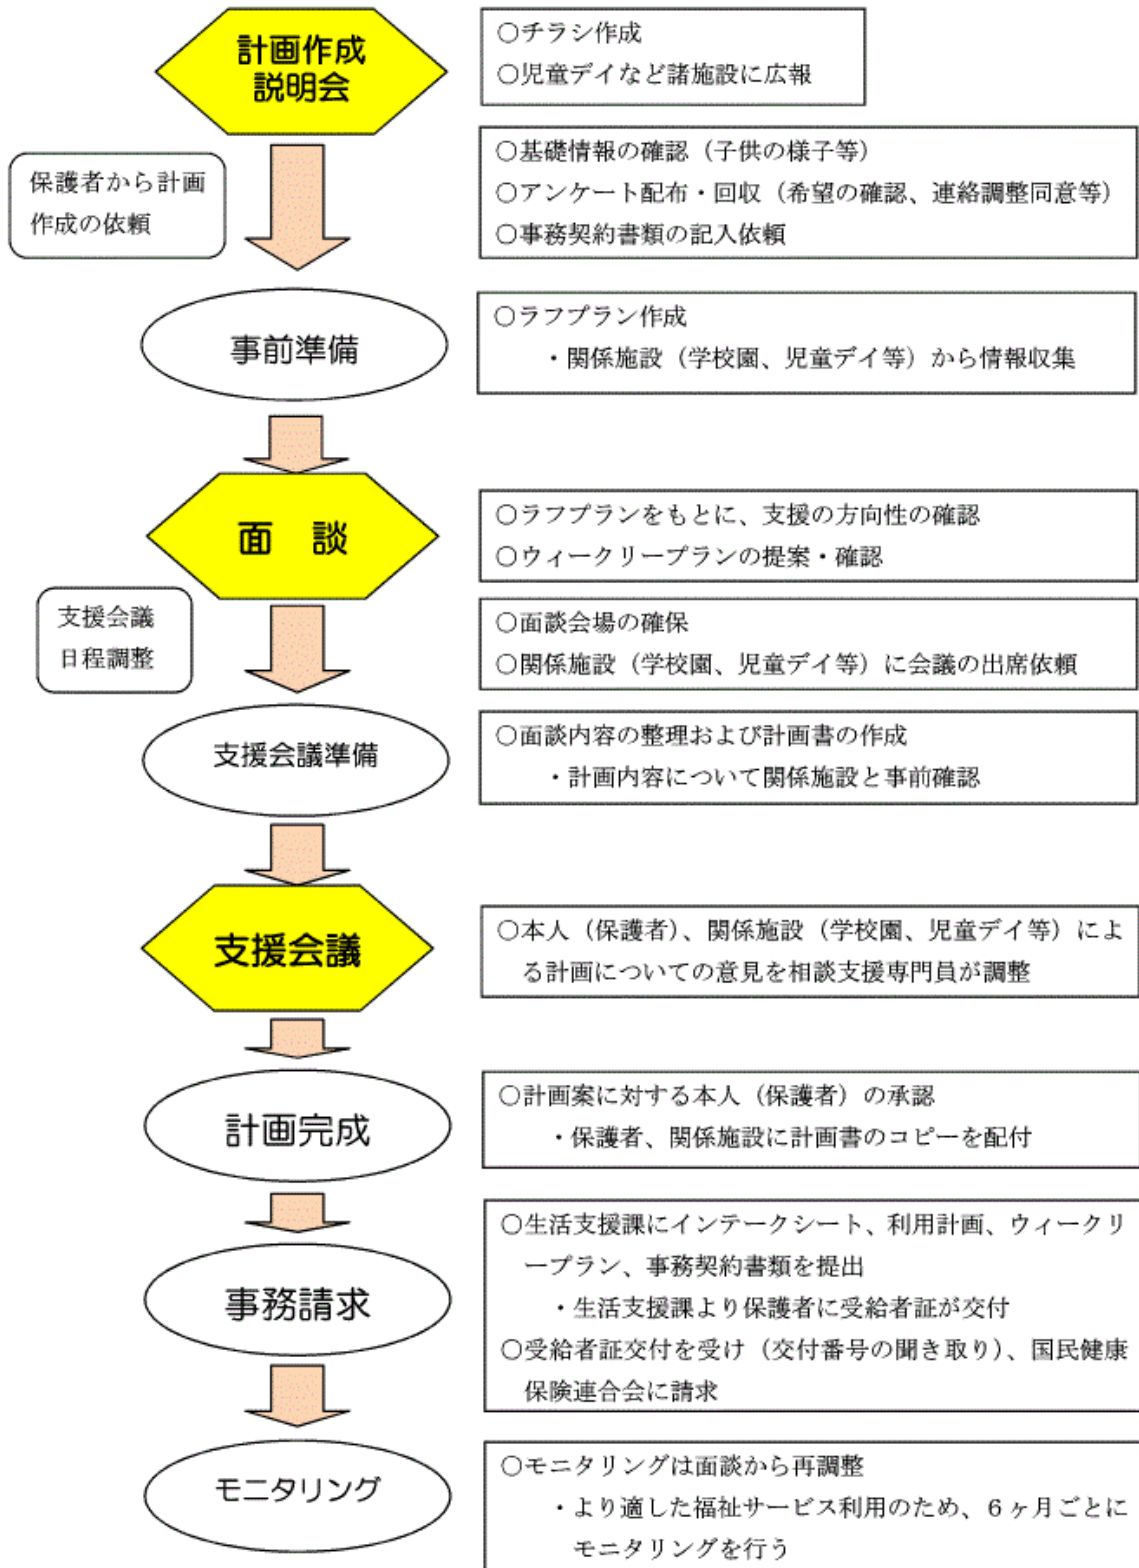 計画作成
説明会
○チラシ作成
○児童デイなど諸施設に広報
保護者から計画
作成の依頼
○基礎情報の確認（子供の様子等）
○アンケート配布・回収（希望の確認、連絡調整同意等）
○事務契約書類の記入依頼
事前準備
○ラフプラン作成
・関係施設（学校園、児童デイ等）から情報収集
面　談
○ラフプランをもとに、支援の方向性の確認
○ウィークリープランの提案・確認
支援会議
日程調整
○面談会場の確保
○関係施設（学校園、児童デイ等）に会議の出席依頼
支援会議準備
○面談内容の整理および計画書の作成
・計画内容について関係施設と事前確認
支援会議
○本人（保護者）、関係施設（学校園、児童デイ等）によ
る計画についての意見を相談支援専門員が調整
計画完成
○計画案に対する本人（保護者）の承認
・保護者、関係施設に計画書のコピーを配付
事務請求
○生活支援課にインテークシート、利用計画、ウィークリ
ープラン、事務契約書類を提出
・生活支援課より保護者に受給者証が交付
○受給者証交付を受け（交付番号の聞き取り）、国民健康
保険連合会に請求
モニタリング
○モニタリングは面談から再調整
・より適した福祉サービス利用のため、６ヶ月ごとに
モニタリングを行う